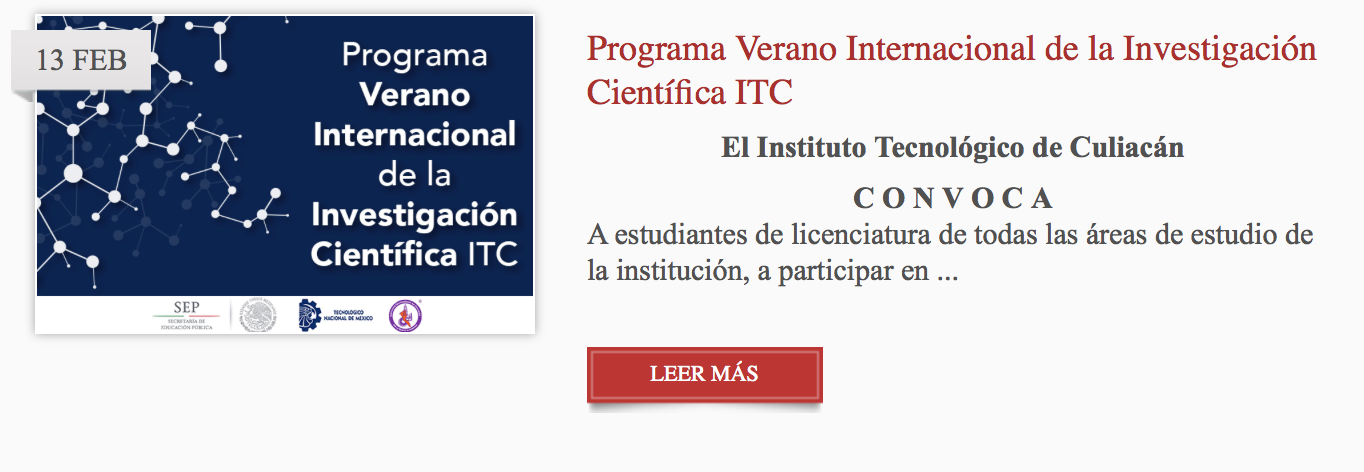 13 FEB
Programa
Verano
Internacional
de la
Investigación
Científica ITC
SEP
SECRETARÍA DE
EDUCACIÓN PÚBLICA
TECNOLÓGICO
NACIONAL DE MÉXICO
Programa Verano Internacional de la Investigación
Científica ITC
El Instituto Tecnológico de Culiacán
C O N V O C A
A estudiantes de licenciatura de todas las áreas de estudio de
la institución, a participar en ...
LEER MÁS